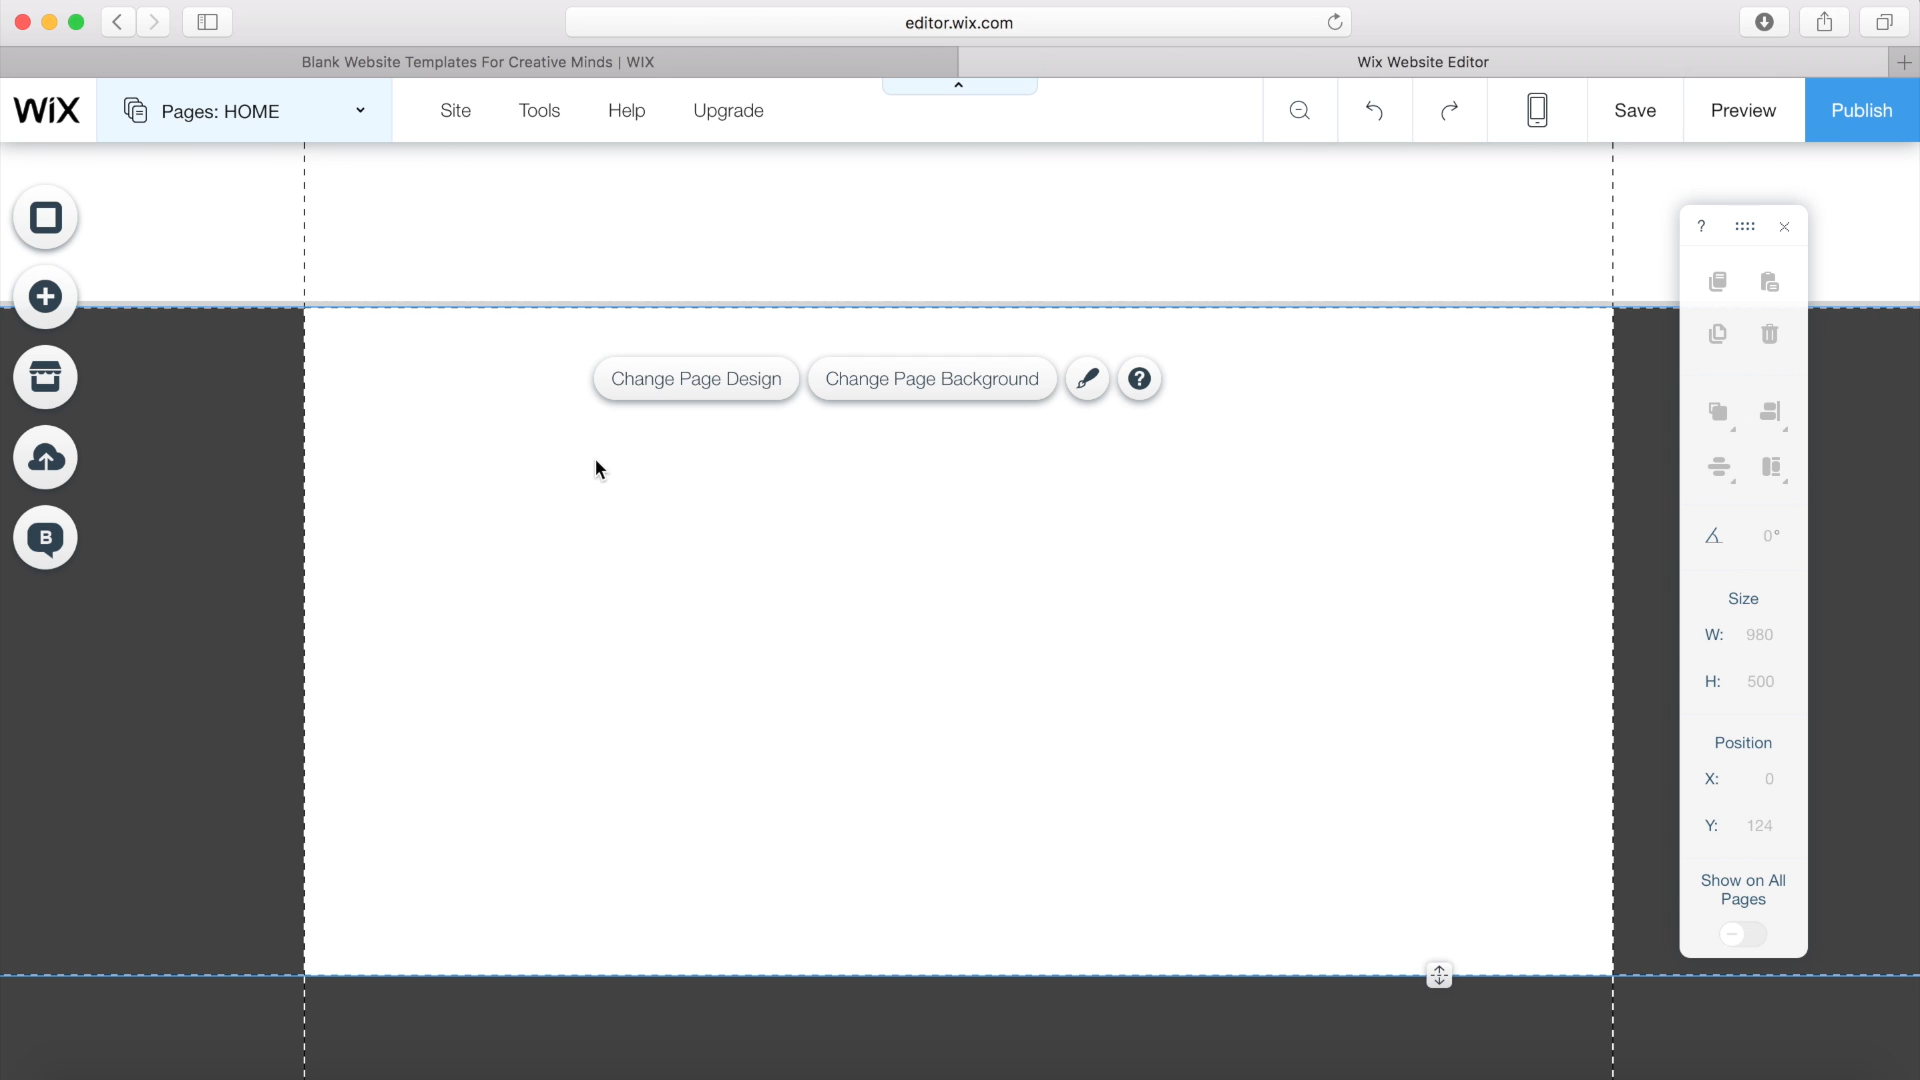 editor.wix.com
Blank Website Templates For Creative Minds | WIX
Wix Website Editor
WiX
Pages: HOME
Site
Tools
Help
Upgrade
Save
Preview
Publish
?
Change Page Design
Change Page Background
?
B
0°
Size
W: 980
H: 500
Position
X: 0
Y: 124
Show on All
Pages